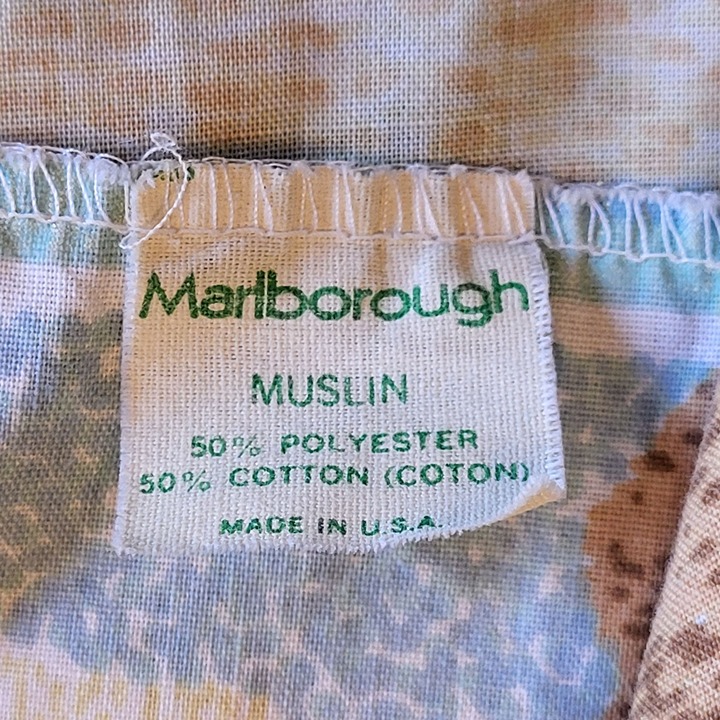 Marlborough
MUSLIN
50% POLYESTER
50% COTTON (COTON)
MADE IN U.S.A.